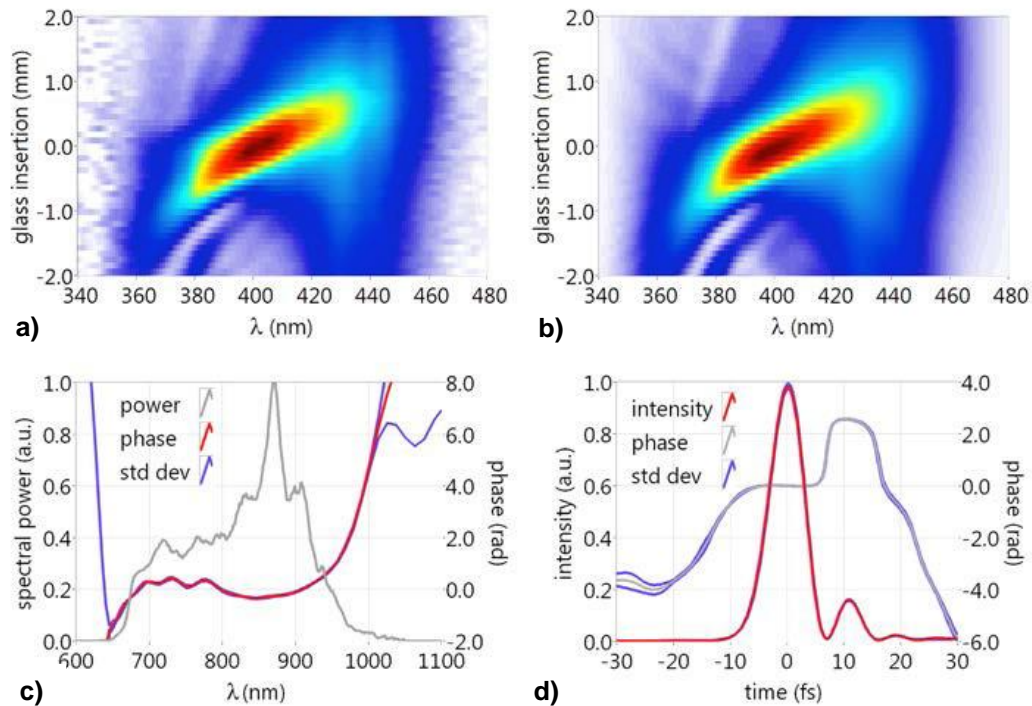 2.0
1.0
0.0
-1.0
-2.0
glass insertion (mm)
340 360 380 400 420 440 460 480
λ (nm)
a)
2.0
1.0
0.0
-1.0
-2.0
glass insertion (mm)
340 360 380 400 420 440 460 480
λ (nm)
b)
1.0
0.8
0.6
0.4
0.2
0.0
spectral power (a.u.)
power
phase
std dev
8.0
6.0
4.0
2.0
0.0
-2.0
phase (rad)
600 700 800 900 1000 1100
λ (nm)
c)
1.0
0.8
0.6
0.4
0.2
0.0
intensity (a.u.)
intensity
phase
std dev
4.0
2.0
0.0
-2.0
-4.0
-6.0
phase (rad)
-30 -20 -10 0 10 20 30
time (fs)
d)